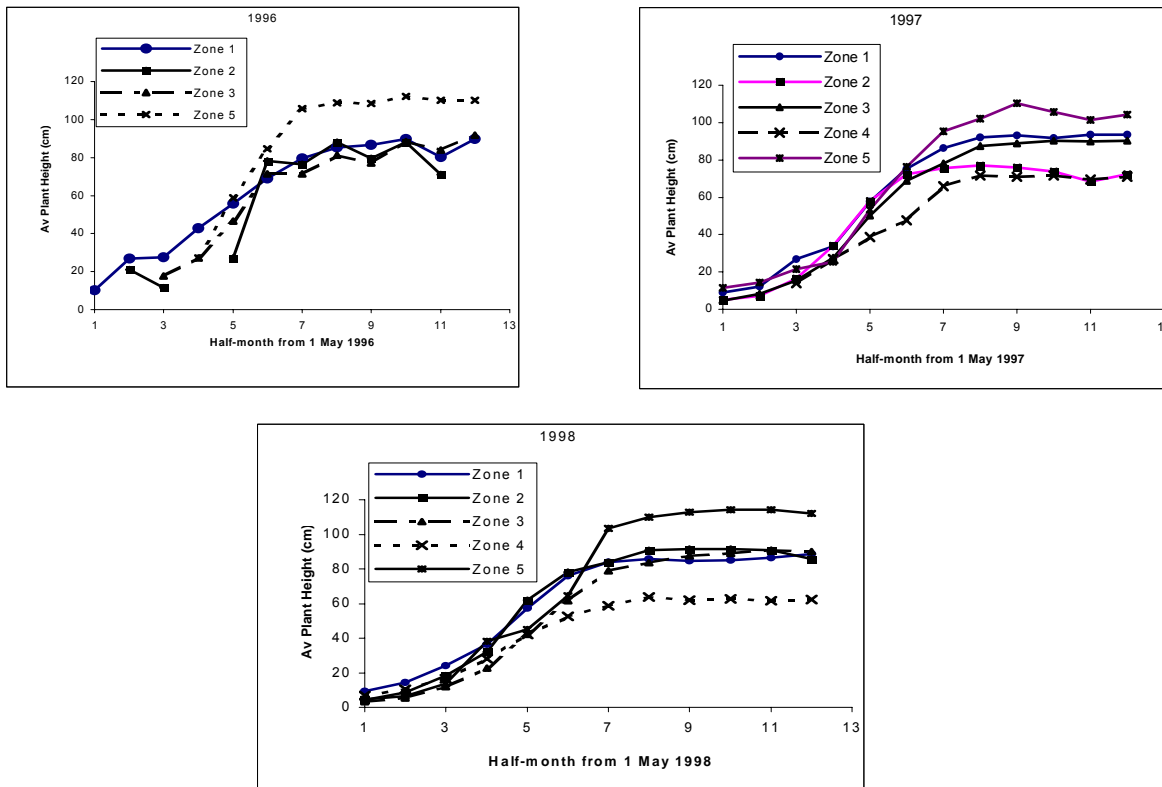 1996
Zone 1
Zone 2
Zone 3
Zone 5
120
100
80
60
40
20
0
1 3 5 7 9 11 13
Av Plant Height (cm)
Half-month from 1 May 1996
1997
Zone 1
Zone 2
Zone 3
Zone 4
Zone 5
120
100
80
60
40
20
0
1 3 5 7 9 11 1
Av Plant Height (cm)
Half-month from 1 May 1997
1998
Zone 1
Zone 2
Zone 3
Zone 4
Zone 5
120
100
80
60
40
20
0
1 3 5 7 9 11 13
Av Plant Height (cm)
Half-month from 1 May 1998